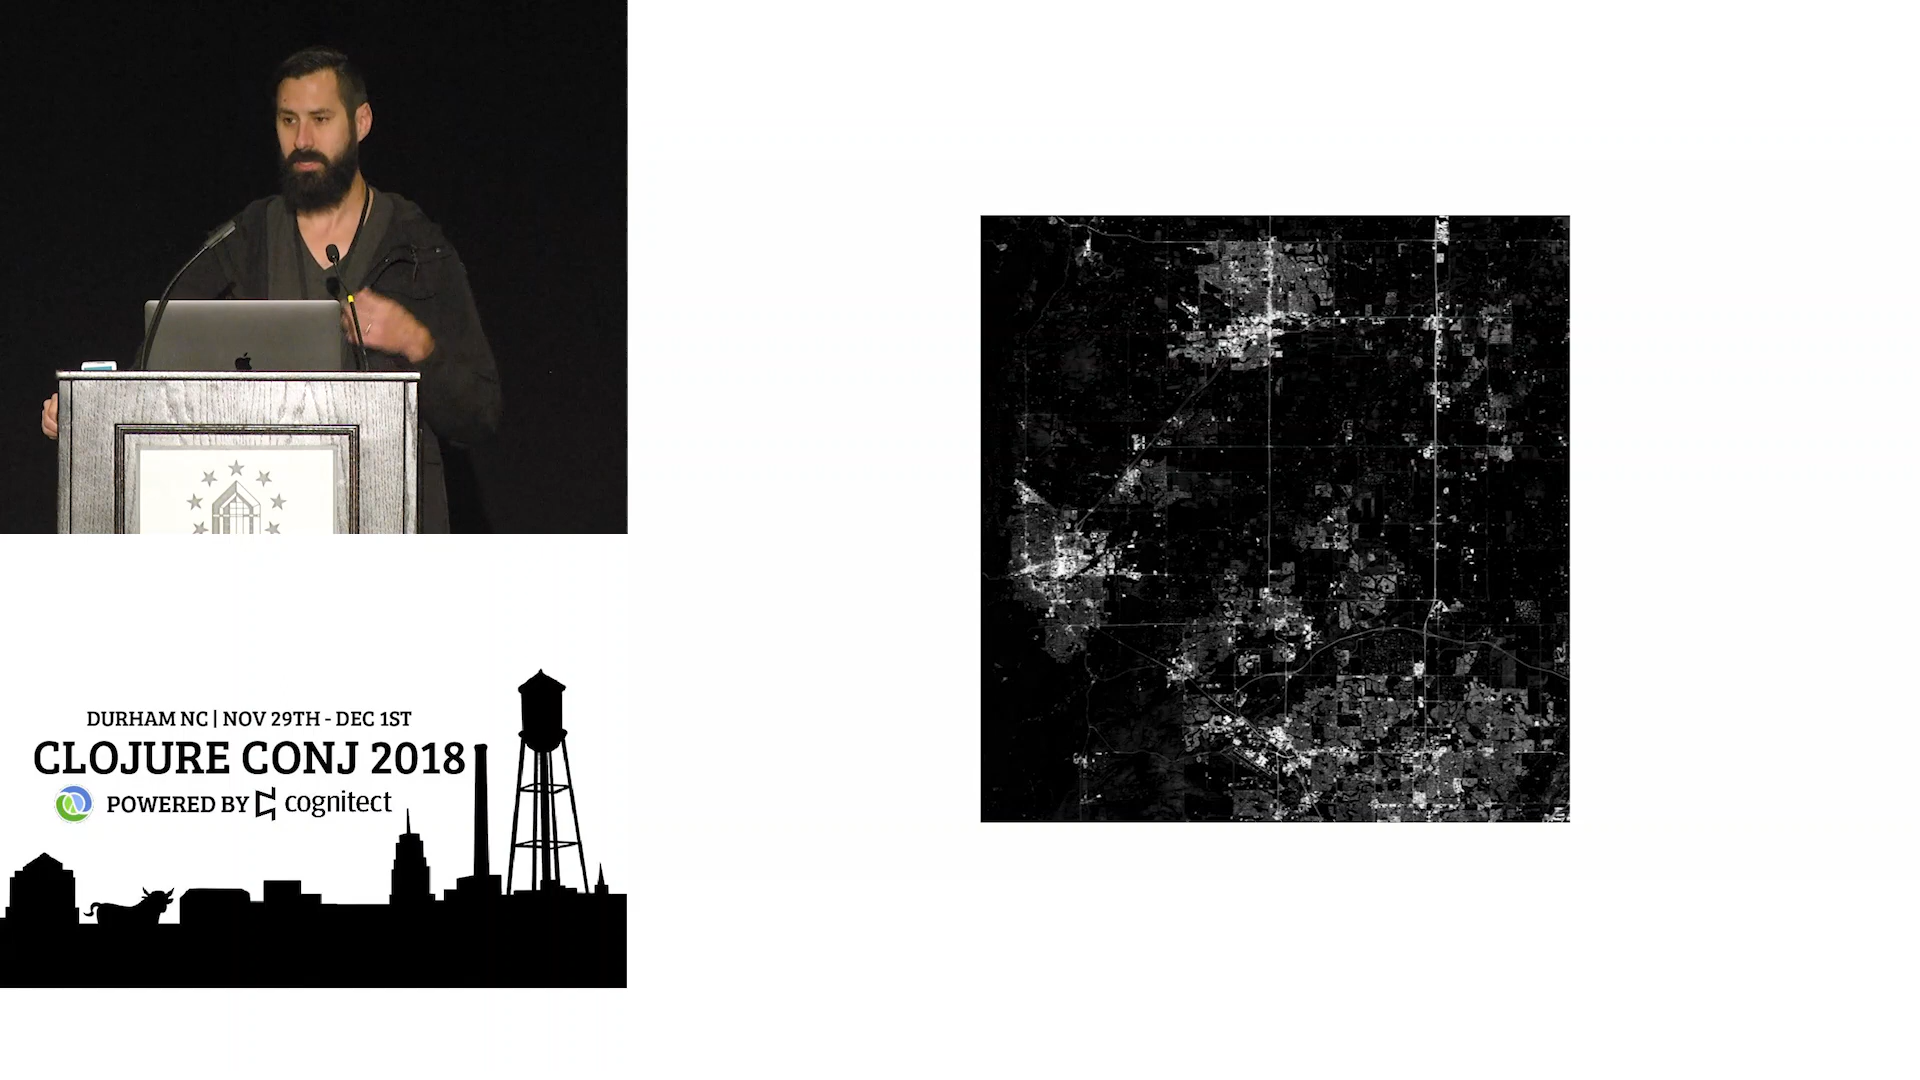 DURHAM NC | NOV 29TH - DEC 1ST
CLOJURE CONJ 2018
POWERED BY cognitect